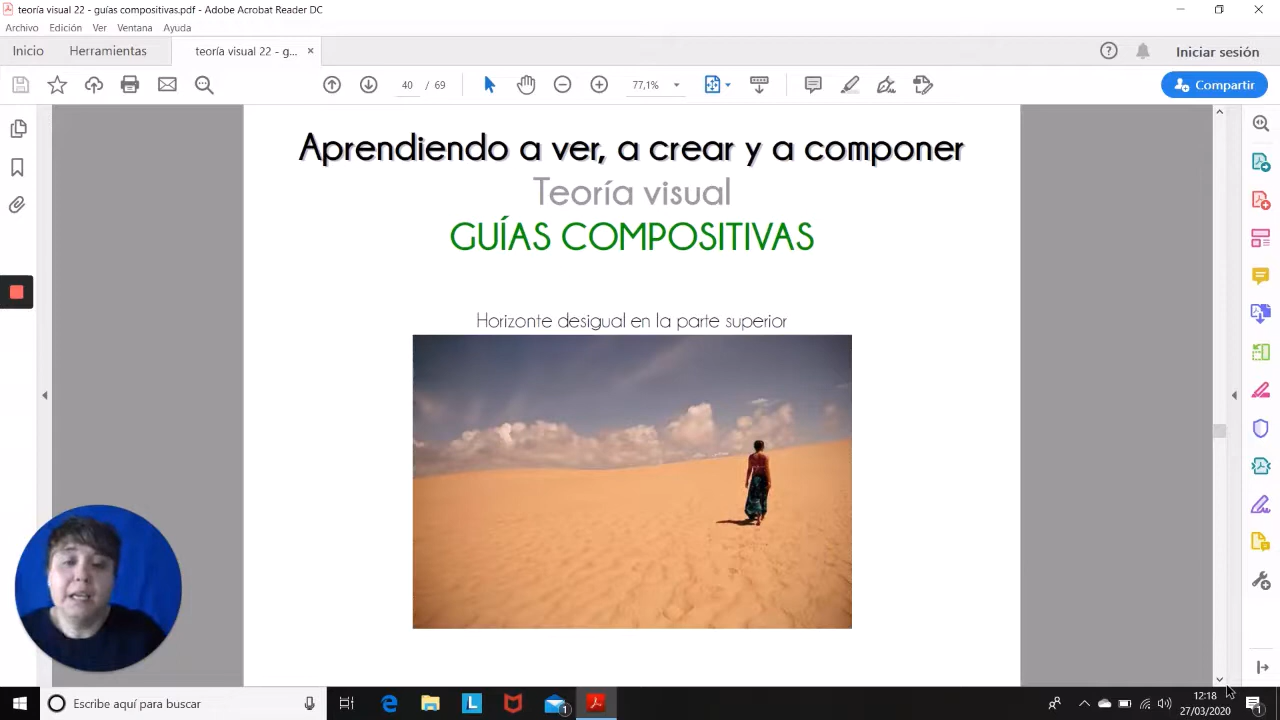 teoría visual 22 - guías compositivas.pdf - Adobe Acrobat Reader DC
Archivo Edición Ver Ventana Ayuda
Inicio Herramientas teoría visual 22 - g... × Iniciar sesión
40 / 69 77,1% Compartir
Aprendiendo a ver, a crear y a componer
Teoría visual
GUÍAS COMPOSITIVAS
Horizonte desigual en la parte superior
Escribe aquí para buscar
12:18
27/03/2020